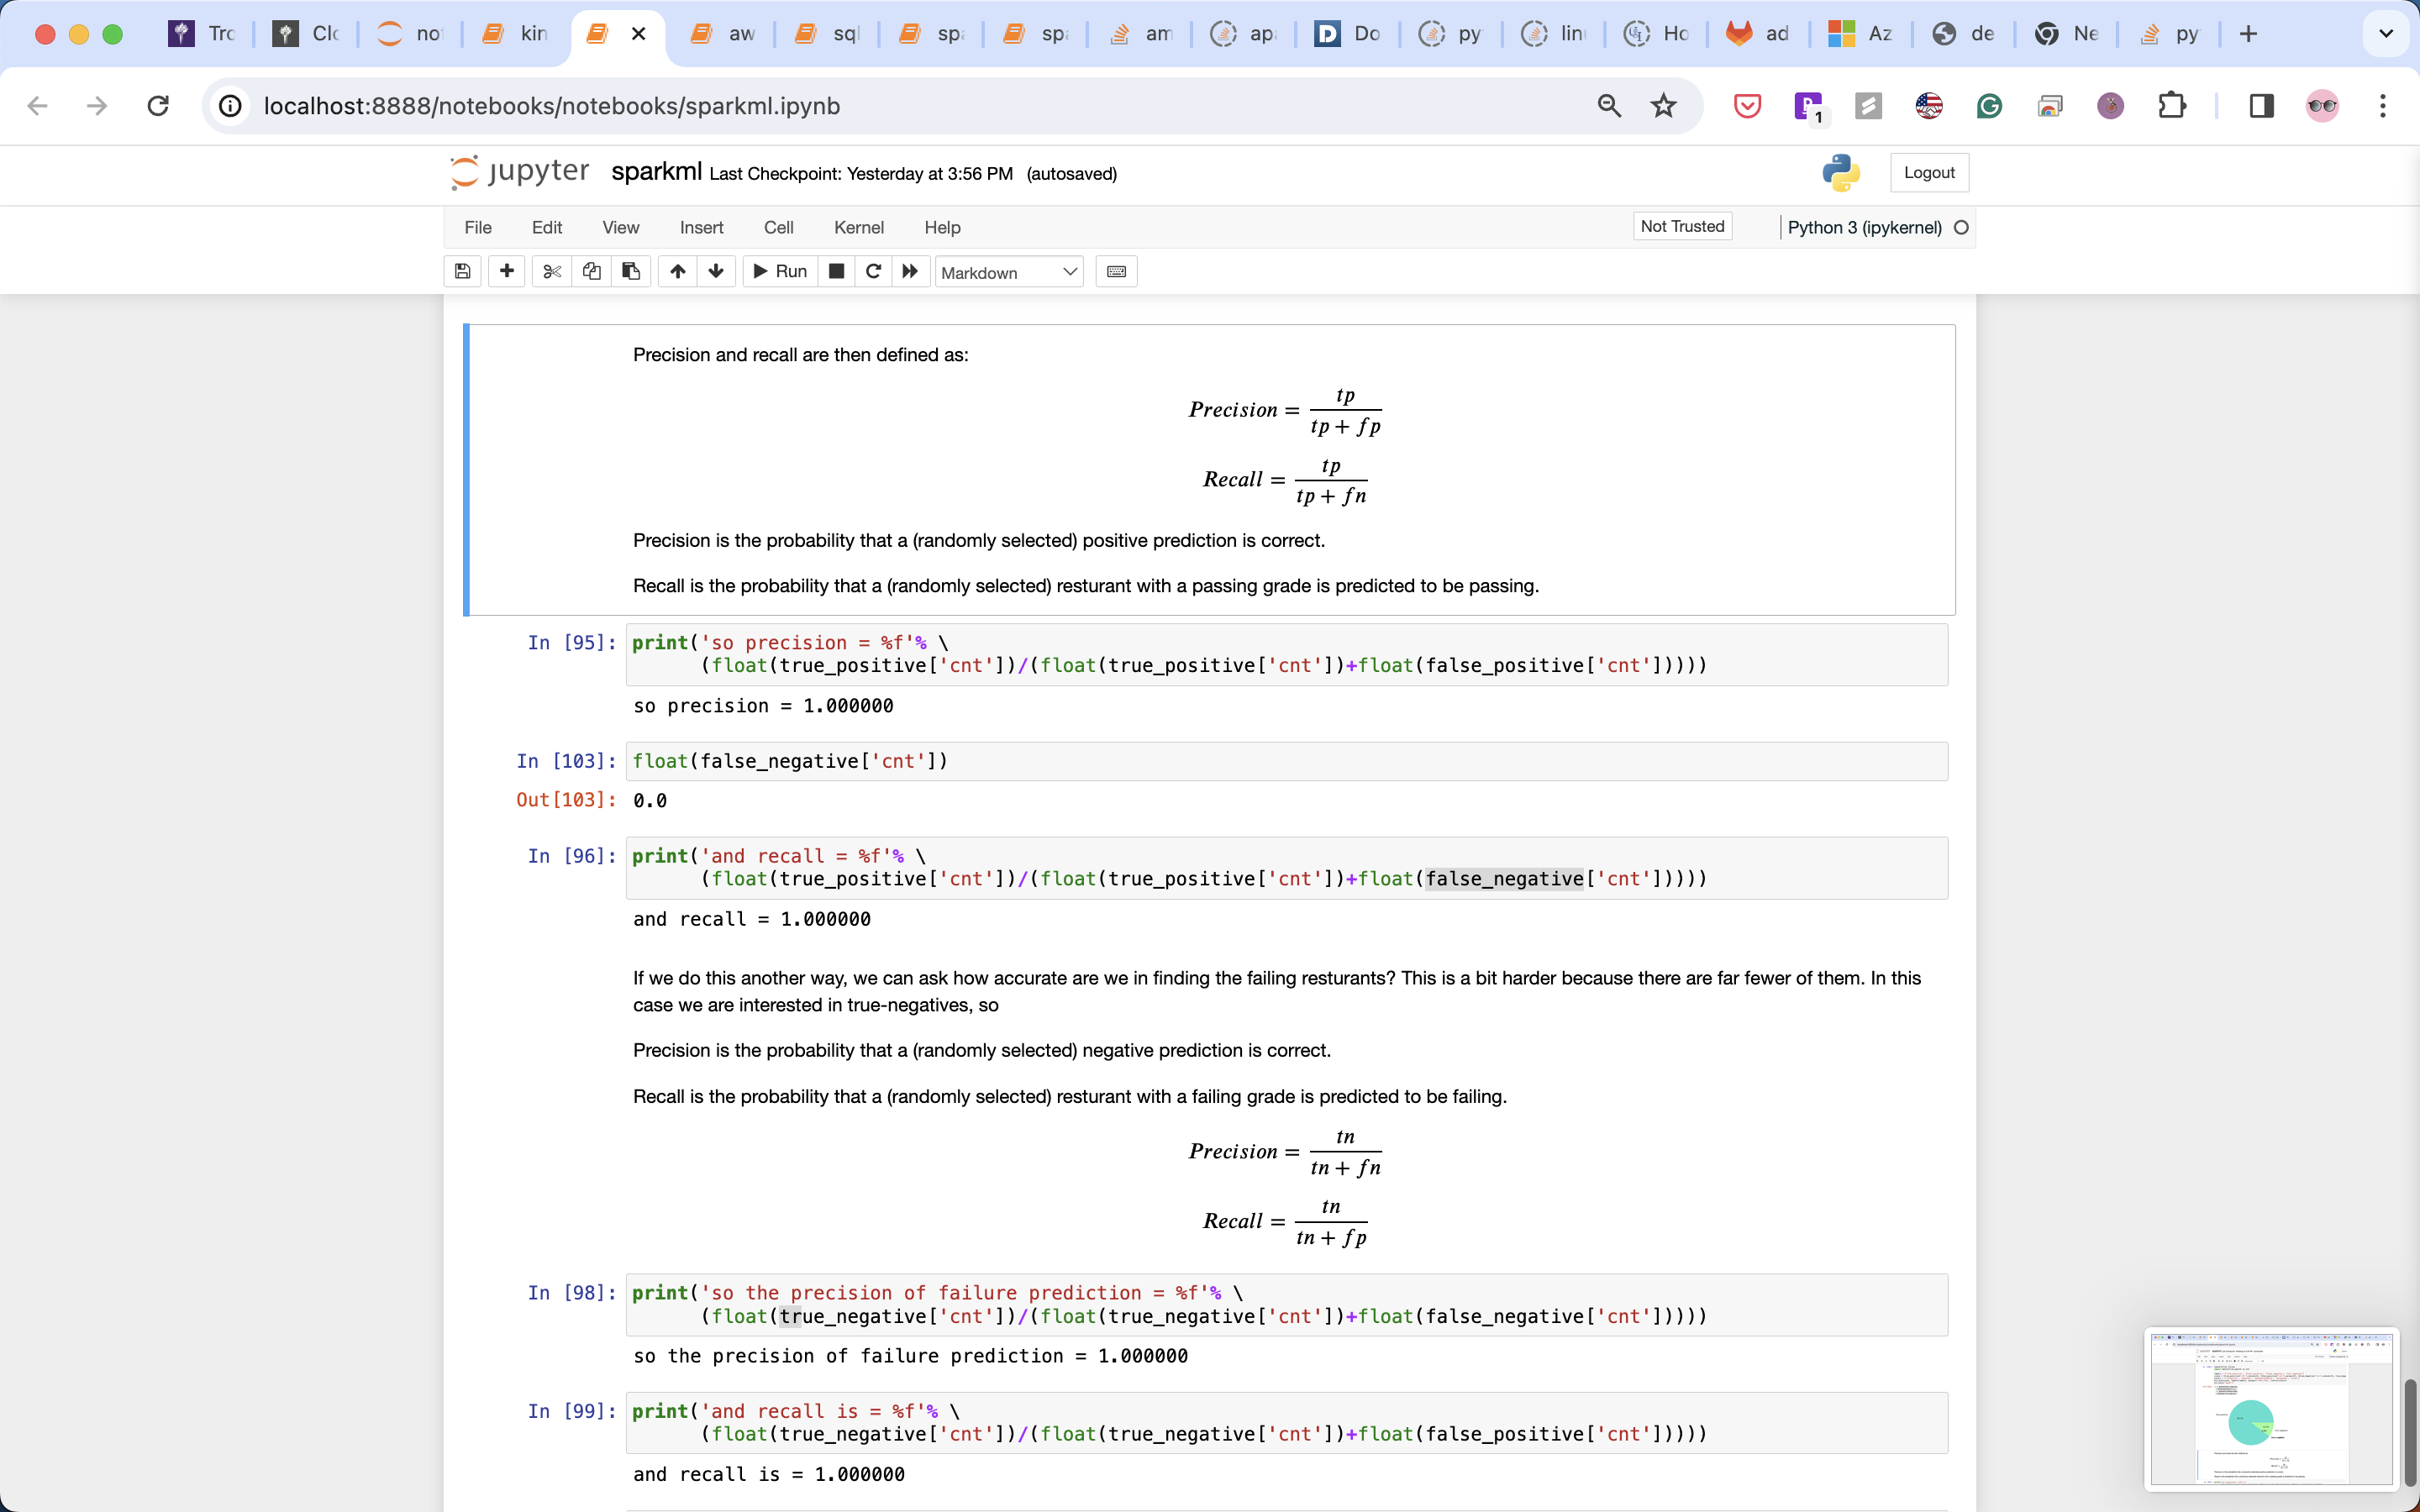 Tro
Clo
no
kin
aw
sql
spa
spa
am
apa
Do
py
lin
Ho
ad
Az
de
Ne
py
localhost:8888/notebooks/notebooks/sparkml.ipynb
1
jupyter sparkml Last Checkpoint: Yesterday at 3:56 PM (autosaved)
Logout
File Edit View Insert Cell Kernel Help
Not Trusted
Python 3 (ipykernel)
Run
Markdown
Precision and recall are then defined as:
Precision = tp / tp + fp
Recall = tp / tp + fn
Precision is the probability that a (randomly selected) positive prediction is correct.
Recall is the probability that a (randomly selected) resturant with a passing grade is predicted to be passing.
In [95]: print('so precision = %f'% \
(float(true_positive['cnt'])/(float(true_positive['cnt'])+float(false_positive['cnt']))))
so precision = 1.000000
In [103]: float(false_negative['cnt'])
Out[103]: 0.0
In [96]: print('and recall = %f'% \
(float(true_positive['cnt'])/(float(true_positive['cnt'])+float(false_negative['cnt']))))
and recall = 1.000000
If we do this another way, we can ask how accurate are we in finding the failing resturants? This is a bit harder because there are far fewer of them. In this
case we are interested in true-negatives, so
Precision is the probability that a (randomly selected) negative prediction is correct.
Recall is the probability that a (randomly selected) resturant with a failing grade is predicted to be failing.
Precision = tn / tn + fn
Recall = tn / tn + fp
In [98]: print('so the precision of failure prediction = %f'% \
(float(true_negative['cnt'])/(float(true_negative['cnt'])+float(false_negative['cnt']))))
so the precision of failure prediction = 1.000000
In [99]: print('and recall is = %f'% \
(float(true_negative['cnt'])/(float(true_negative['cnt'])+float(false_positive['cnt']))))
and recall is = 1.000000